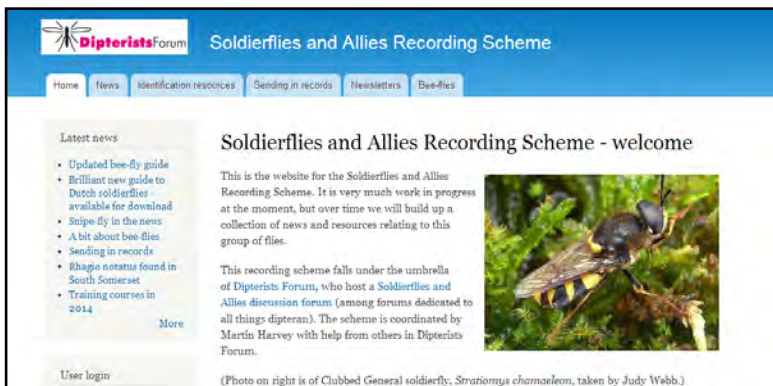 DipteristsForum
Soldierflies and Allies Recording Scheme
Home
News
Identification resources
Sending in records
Newsletters
Bee-flies
Latest news
Updated bee-fly guide
Brilliant new guide to
Dutch soldierflies -
available for download
Snipe-fly in the news
A bit about bee-flies
Sending in records
Rhagio notatus found in
South Somerset
Training courses in
2014
More
User login
Soldierflies and Allies Recording Scheme - welcome
This is the website for the Soldierflies and Allies
Recording Scheme. It is very much work in progress
at the moment, but over time we will build up a
collection of news and resources relating to this
group of flies.
This recording scheme falls under the umbrella
of Dipterists Forum, who host a Soldierflies and
Allies discussion forum (among forums dedicated to
all things dipteran). The scheme is coordinated by
Martin Harvey with help from others in Dipterists
Forum.
(Photo on right is of Clubbed General soldierfly, Stratiomys chamaeleon, taken by Judy Webb.)